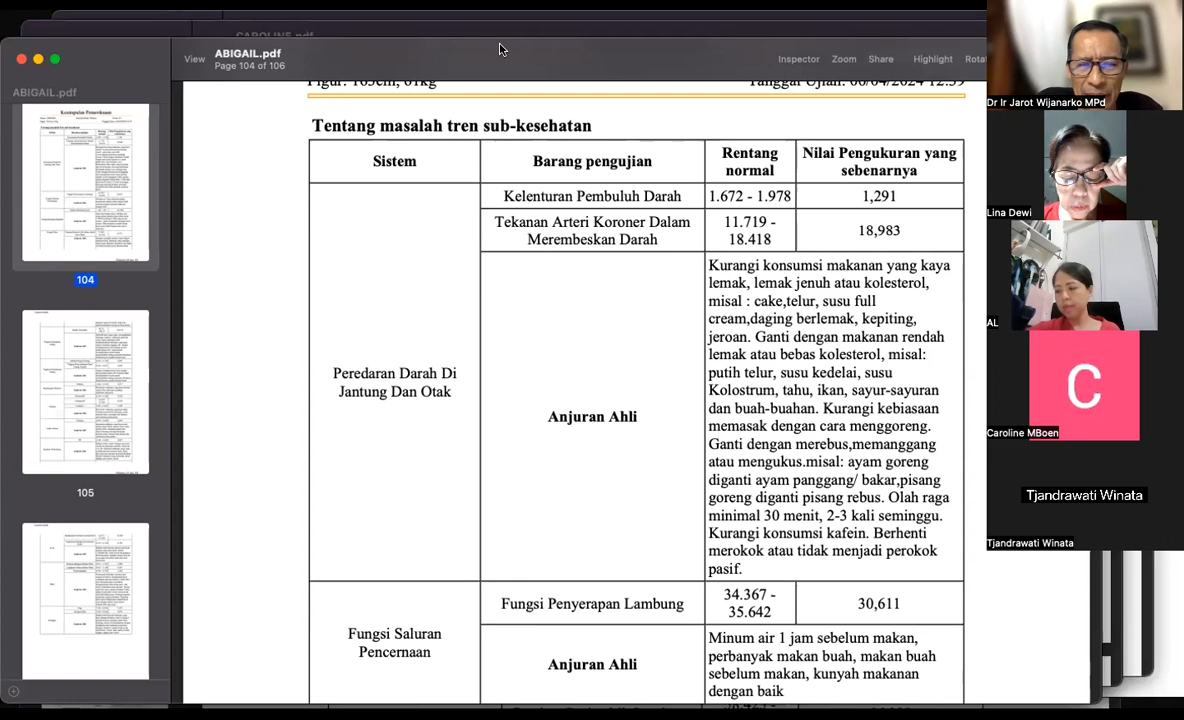 CAROLINE.pdf
View
ABIGAIL.pdf
Page 104 of 106
Inspector
Zoom
Share
Highlight
ABIGAIL.pdf
104
105
Tentang masalah tren sub-kesehatan
Sistem
Barang pengujian
Rentang
normal
Nilai Pengukuran yang
sebenarnya
Peredaran Darah Di
Jantung Dan Otak
Kelenturan Pembuluh Darah
1.672 - 1.978
1,291
Tekanan Arteri Koroner Dalam
Merembeskan Darah
11.719 -
18.418
18,983
Anjuran Ahli
Kurangi konsumsi makanan yang kaya
lemak, lemak jenuh atau kolesterol,
misal : cake,telur, susu full
cream,daging berlemak, kepiting,
jeroan. Ganti dengan makanan rendah
lemak atau bebas kolesterol, misal:
putih telur, susu kedelai, susu
Kolostrum, tahu, ikan, sayur-sayuran
dan buah-buahan. Kurangi kebiasaan
memasak dengan cara menggoreng.
Ganti dengan merebus,memanggang
atau mengukus.misal: ayam goreng
diganti ayam panggang/ bakar,pisang
goreng diganti pisang rebus. Olah raga
minimal 30 menit, 2-3 kali seminggu.
Kurangi konsumsi kafein. Berhenti
merokok atau tidak menjadi perokok
pasif.
Fungsi Saluran
Pencernaan
Fungsi Penyerapan Lambung
34.367 -
35.642
30,611
Anjuran Ahli
Minum air 1 jam sebelum makan,
perbanyak makan buah, makan buah
sebelum makan, kunyah makanan
dengan baik
Dr Ir Jarot Wijanarko MPd
Lina Dewi
AL
C
Caroline MBoen
Tjandrawati Winata
Tjandrawati Winata